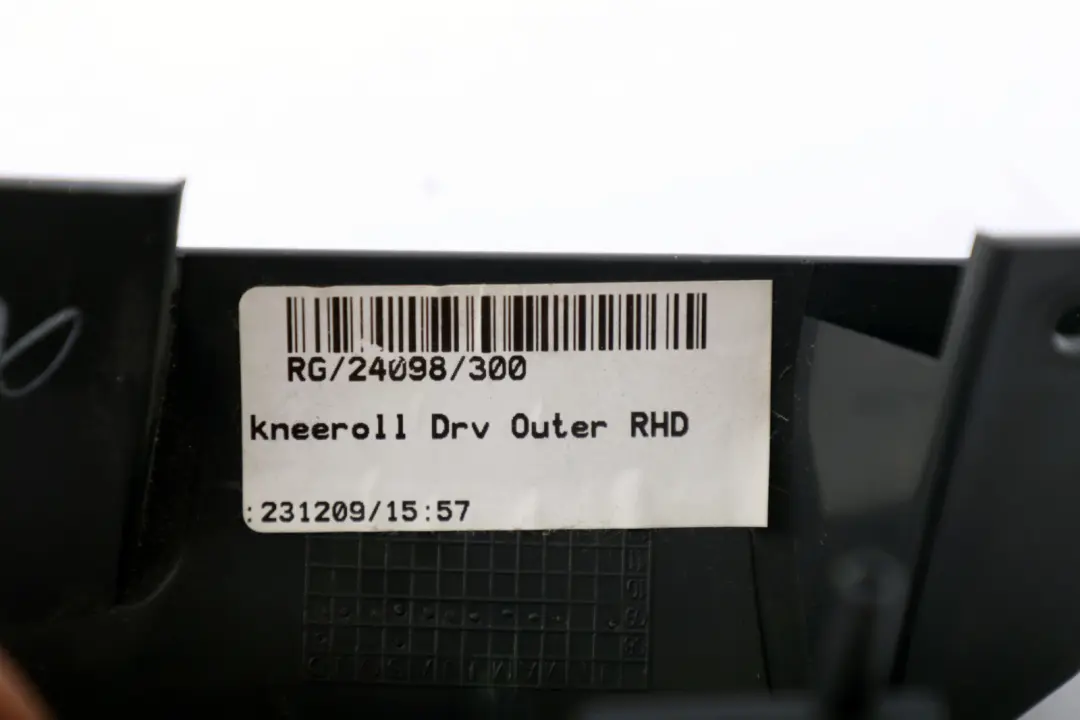 RG/24098/300
kneeroll Drv Outer RHD
:231209/15:57